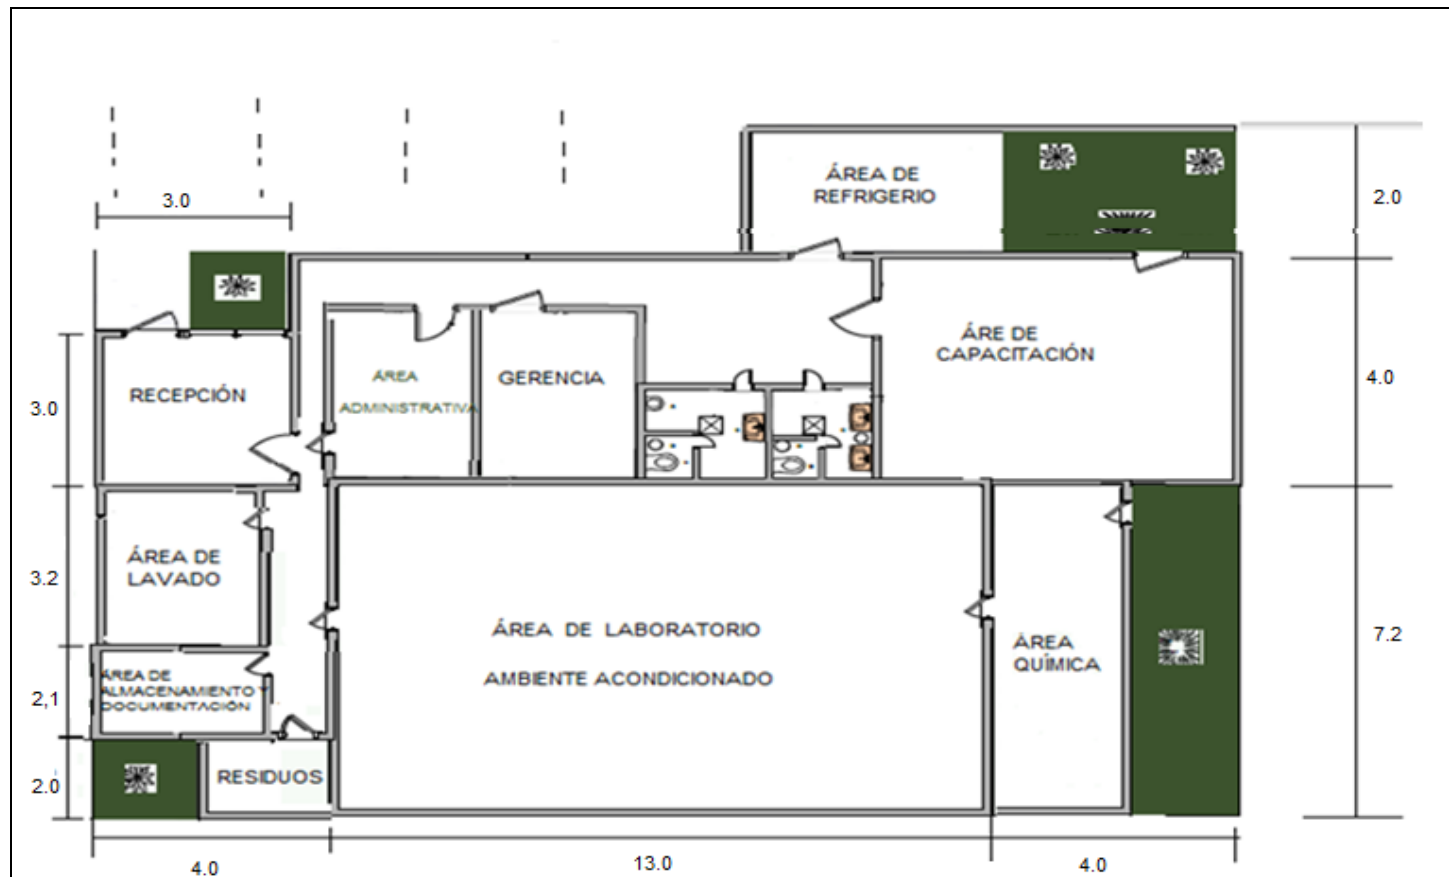 ÁREA DE
REFRIGERIO
2.0
3.0
ÁRE DE
CAPACITACIÓN
4.0
RECEPCIÓN
ÁREA
ADMINISTRATIVA
GERENCIA
3.0
ÁREA DE
LAVADO
3.2
ÁREA DE LABORATORIO
AMBIENTE ACONDICIONADO
ÁREA
QUÍMICA
7.2
ÁREA DE
ALMACENAMIENTO Y
DOCUMENTACIÓN
2,1
RESIDUOS
2.0
4.0
13.0
4.0